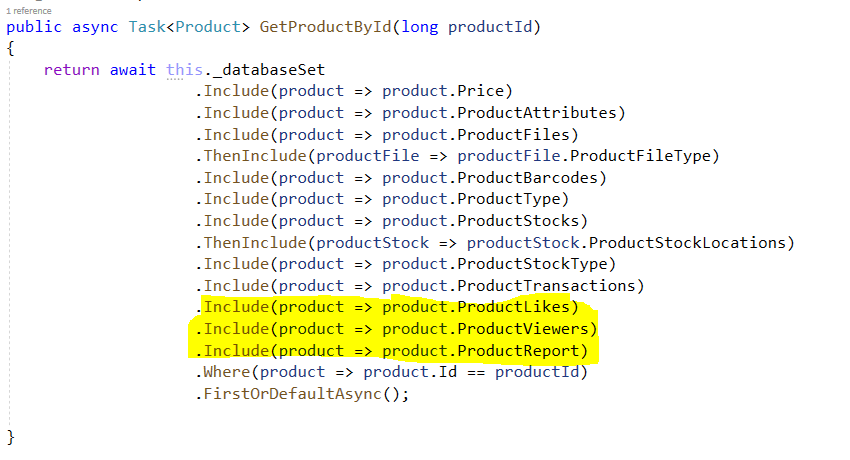 1 reference
public async Task<Product> GetProductById(long productId)
{
return await this._databaseSet
.Include(product => product.Price)
.Include(product => product.ProductAttributes)
.Include(product => product.ProductFiles)
.ThenInclude(productFile => productFile.ProductFileType)
.Include(product => product.ProductBarcodes)
.Include(product => product.ProductType)
.Include(product => product.ProductStocks)
.ThenInclude(productStock => productStock.ProductStockLocations)
.Include(product => product.ProductStockType)
.Include(product => product.ProductTransactions)
.Include(product => product.ProductLikes)
.Include(product => product.ProductViewers)
.Include(product => product.ProductReport)
.Where(product => product.Id == productId)
.FirstOrDefaultAsync();
}